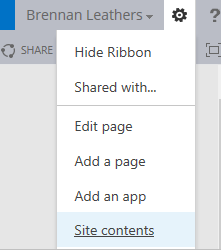 Brennan Leathers
?
SHARE
Hide Ribbon
Shared with...
Edit page
Add a page
Add an app
Site contents